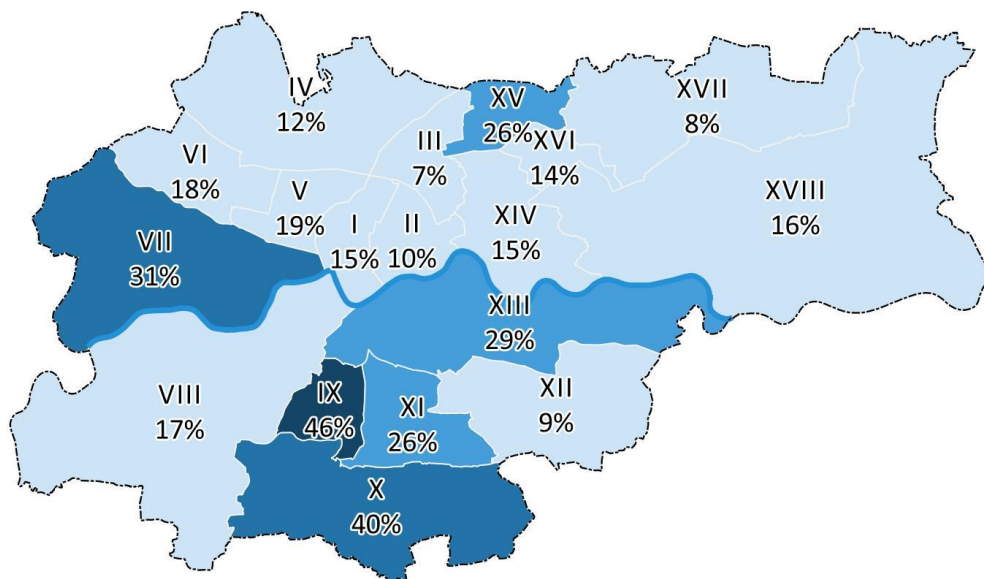 IV
12%
XV
26%
XVII
8%
III
7%
XVI
14%
VI
18%
V
19%
I
15%
II
10%
XIV
15%
XVIII
16%
VII
31%
XIII
29%
VIII
17%
IX
46%
XI
26%
XII
9%
X
40%